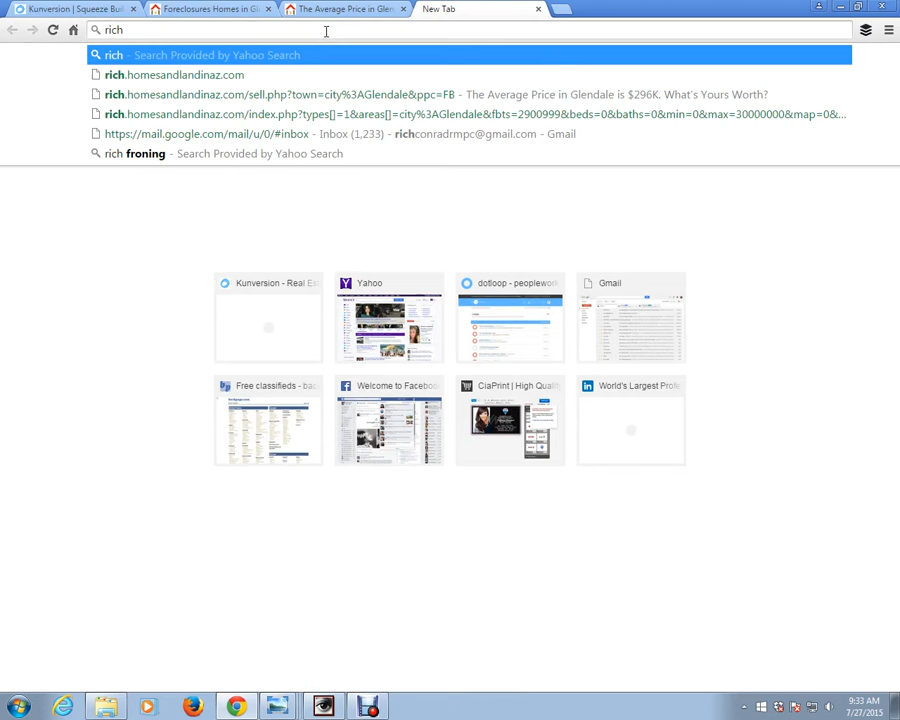 Kunversion | Squeeze Buil
Foreclosures Homes in Gl
The Average Price in Glen
New Tab
rich
rich - Search Provided by Yahoo Search
rich.homesandlandinaz.com
rich.homesandlandinaz.com/sell.php?town=city%3AGlendale&ppc=FB - The Average Price in Glendale is $296K. What's Yours Worth?
rich.homesandlandinaz.com/index.php?types[]=1&areas[]=city%3AGlendale&fbts=2900999&beds=0&baths=0&min=0&max=30000000&map=0&...
https://mail.google.com/mail/u/0/#inbox - Inbox (1,233) - richconradrmpc@gmail.com - Gmail
rich froning - Search Provided by Yahoo Search
Kunversion - Real Es
Yahoo
dotloop - peoplework
Gmail
Free classifieds - bac
Welcome to Facebo
CiaPrint | High Quali
World's Largest Profe
9:33 AM
7/27/2015